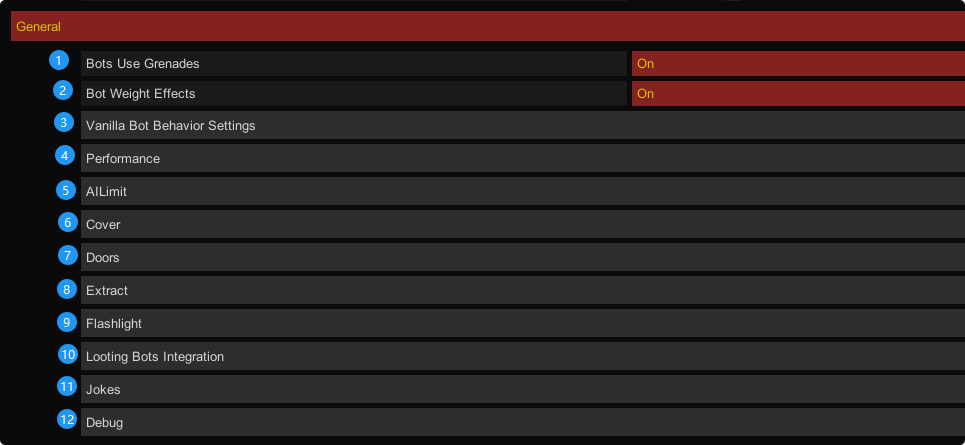 General
1 Bots Use Grenades On
2 Bot Weight Effects On
3 Vanilla Bot Behavior Settings
4 Performance
5 AILimit
6 Cover
7 Doors
8 Extract
9 Flashlight
10 Looting Bots Integration
11 Jokes
12 Debug